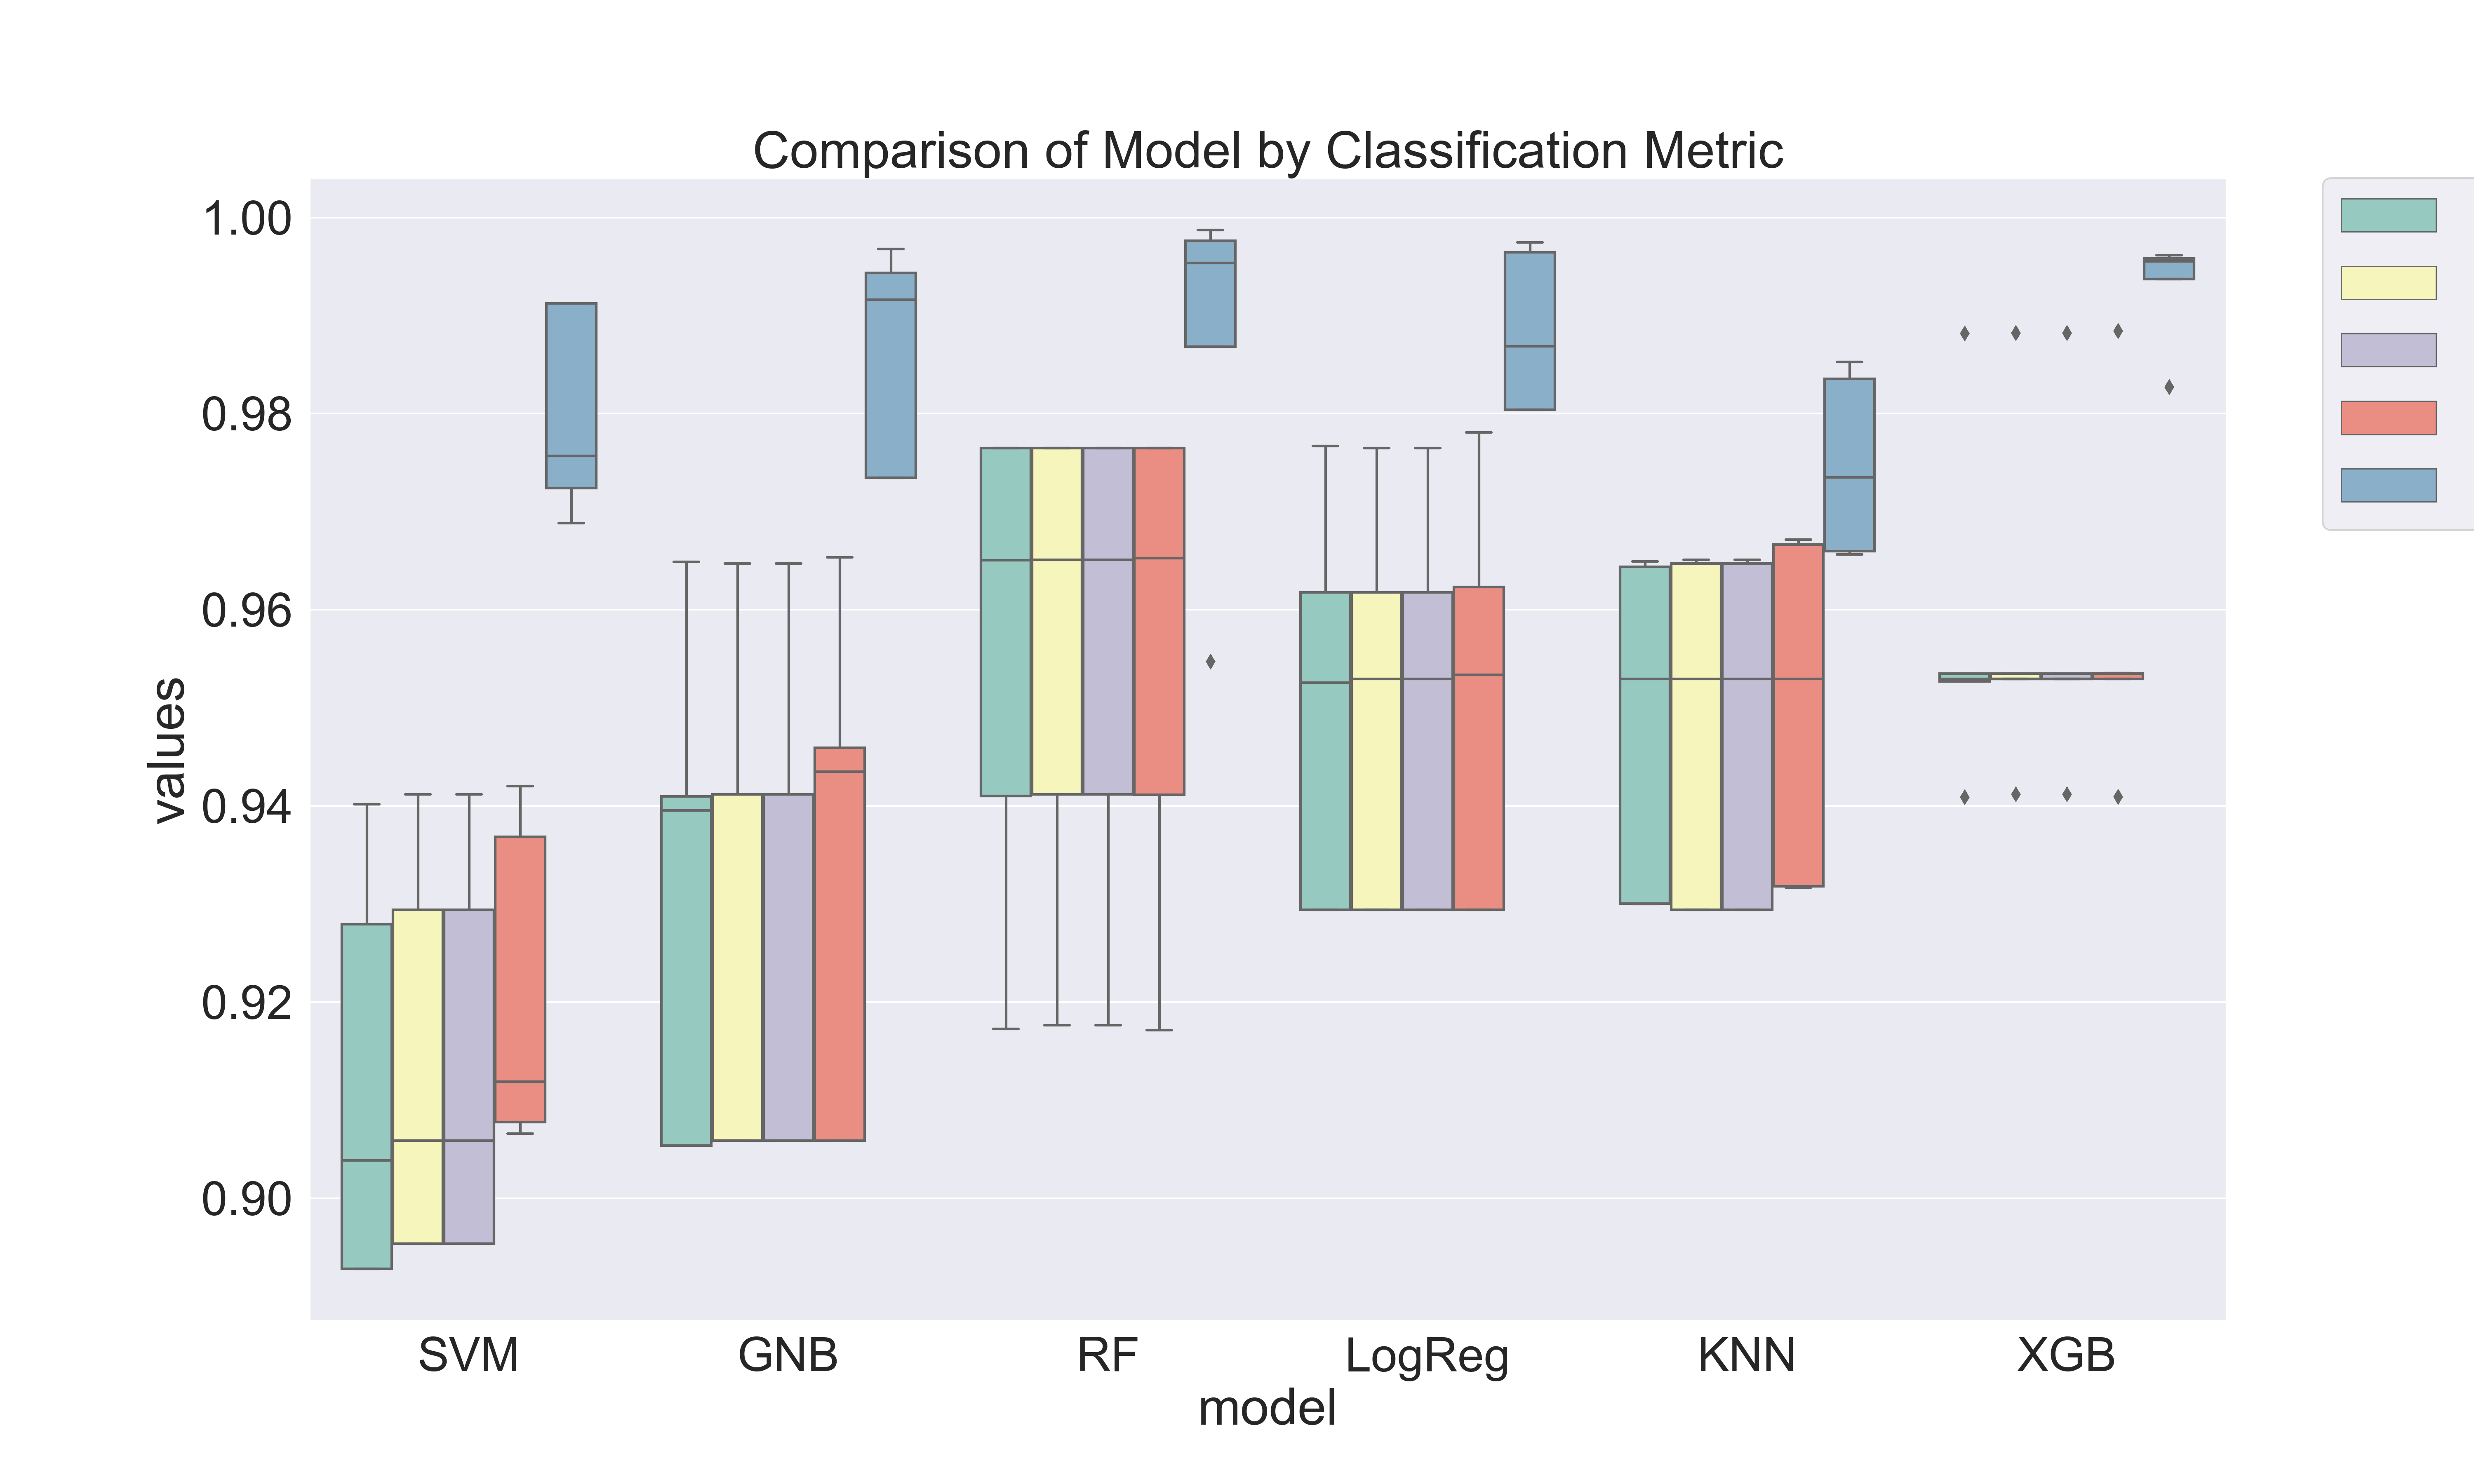 Comparison of Model by Classification Metric
1.00
0.98
0.96
0.94
0.92
0.90
values
SVM GNB RF LogReg KNN XGB
model